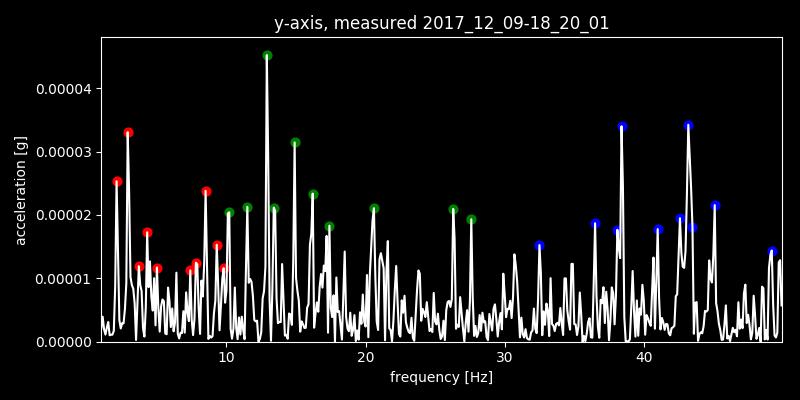 y-axis, measured 2017_12_09-18_20_01
acceleration [g]
0.00004
0.00003
0.00002
0.00001
0.00000
10 20 30 40
frequency [Hz]